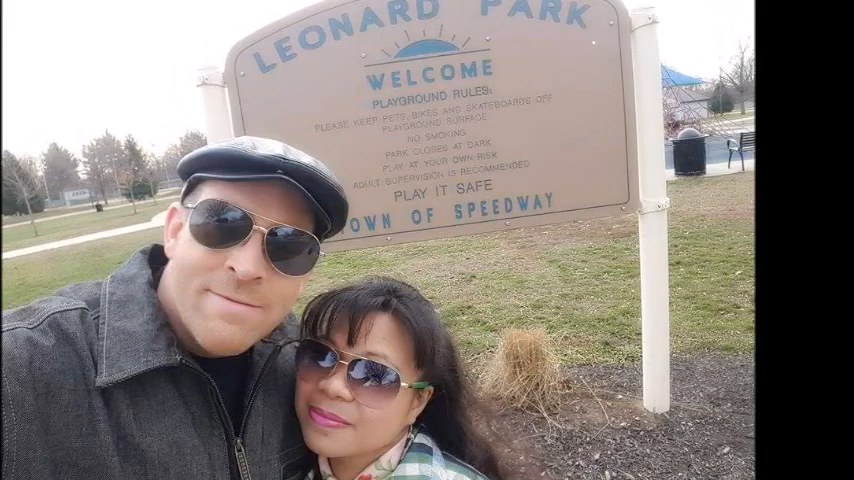 LEONARD PARK
WELCOME
PLAYGROUND RULES:
PLEASE KEEP PETS, BIKES AND SKATEBOARDS OFF
PLAYGROUND SURFACE
NO SMOKING
PARK CLOSES AT DARK
PLAY AT YOUR OWN RISK
ADULT SUPERVISION IS RECOMMENDED
PLAY IT SAFE
OWN OF SPEEDWAY